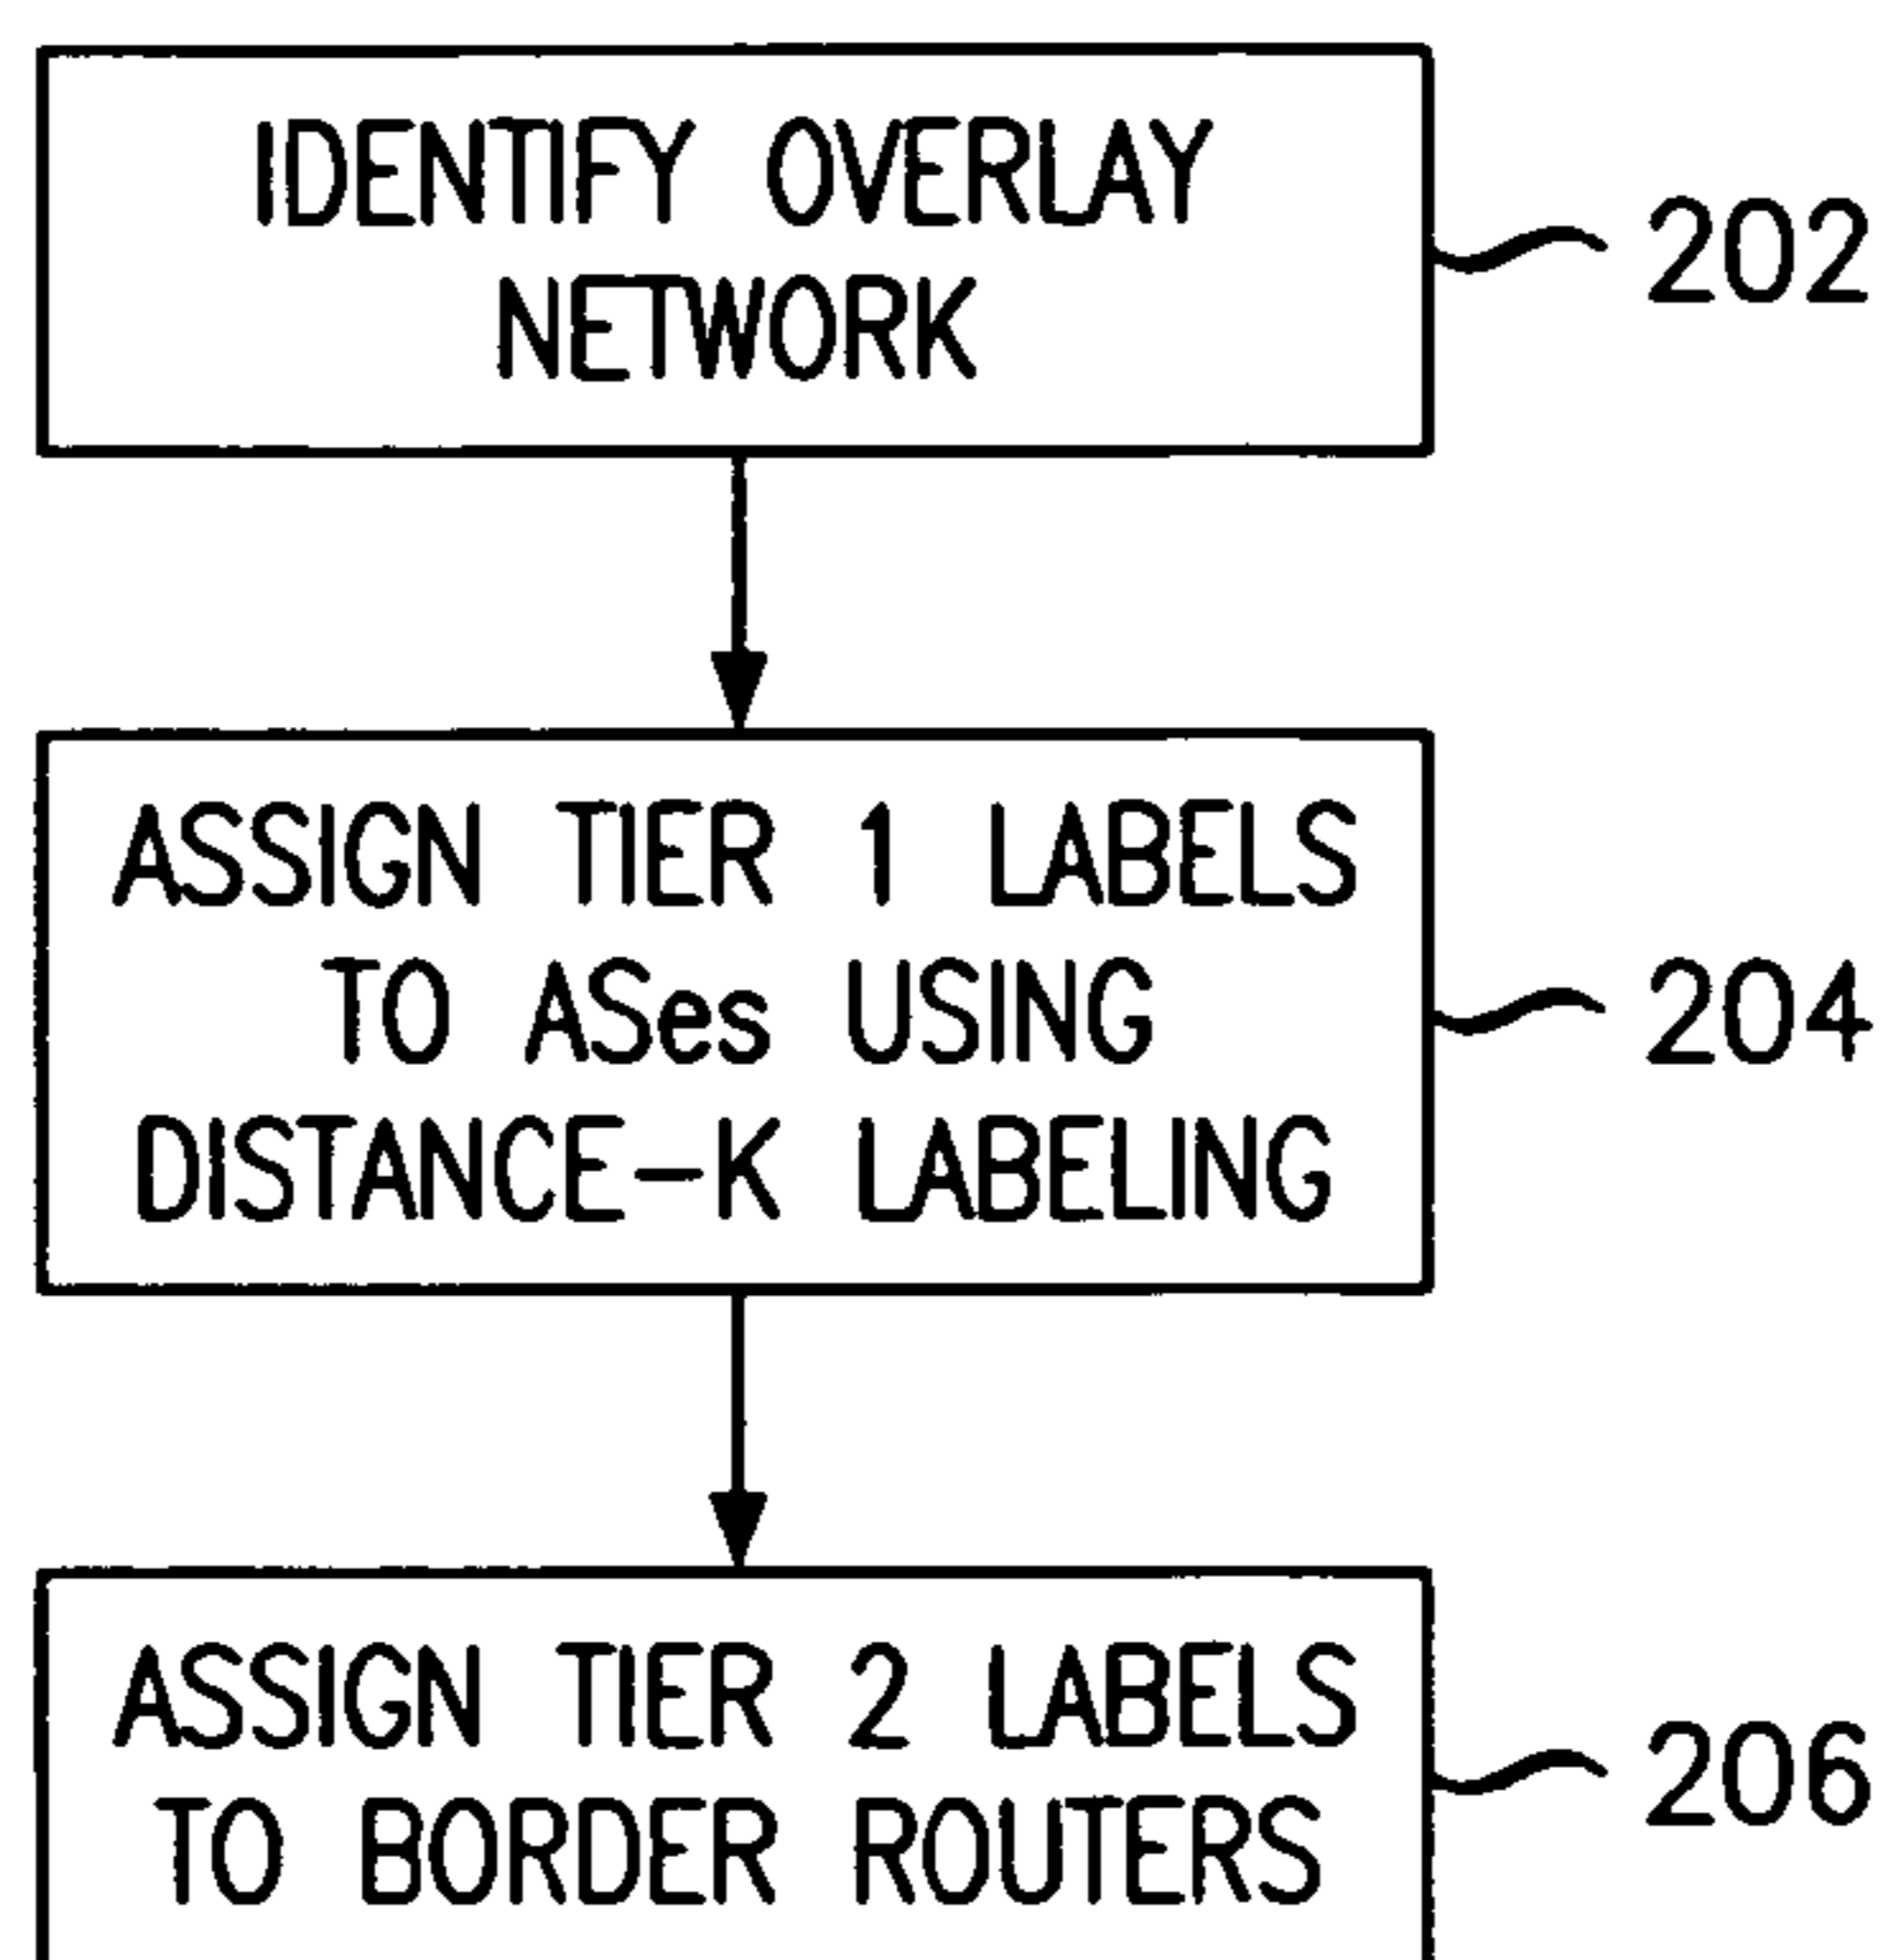 IDENTIFY OVERLAY
NETWORK
202
ASSIGN TIER 1 LABELS
TO ASes USING
DISTANCE-K LABELING
204
ASSIGN TIER 2 LABELS
TO BORDER ROUTERS
206